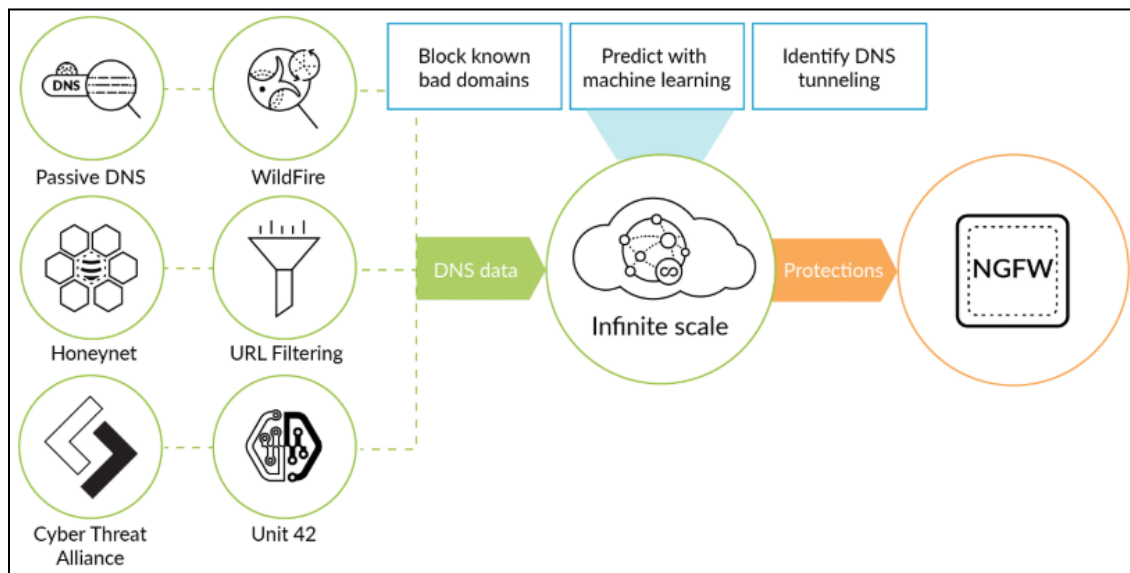 DNS
Passive DNS
WildFire
Block known
bad domains
Predict with
machine learning
Identify DNS
tunneling
Honeynet
URL Filtering
DNS data
Infinite scale
Protections
NGFW
Cyber Threat
Alliance
Unit 42